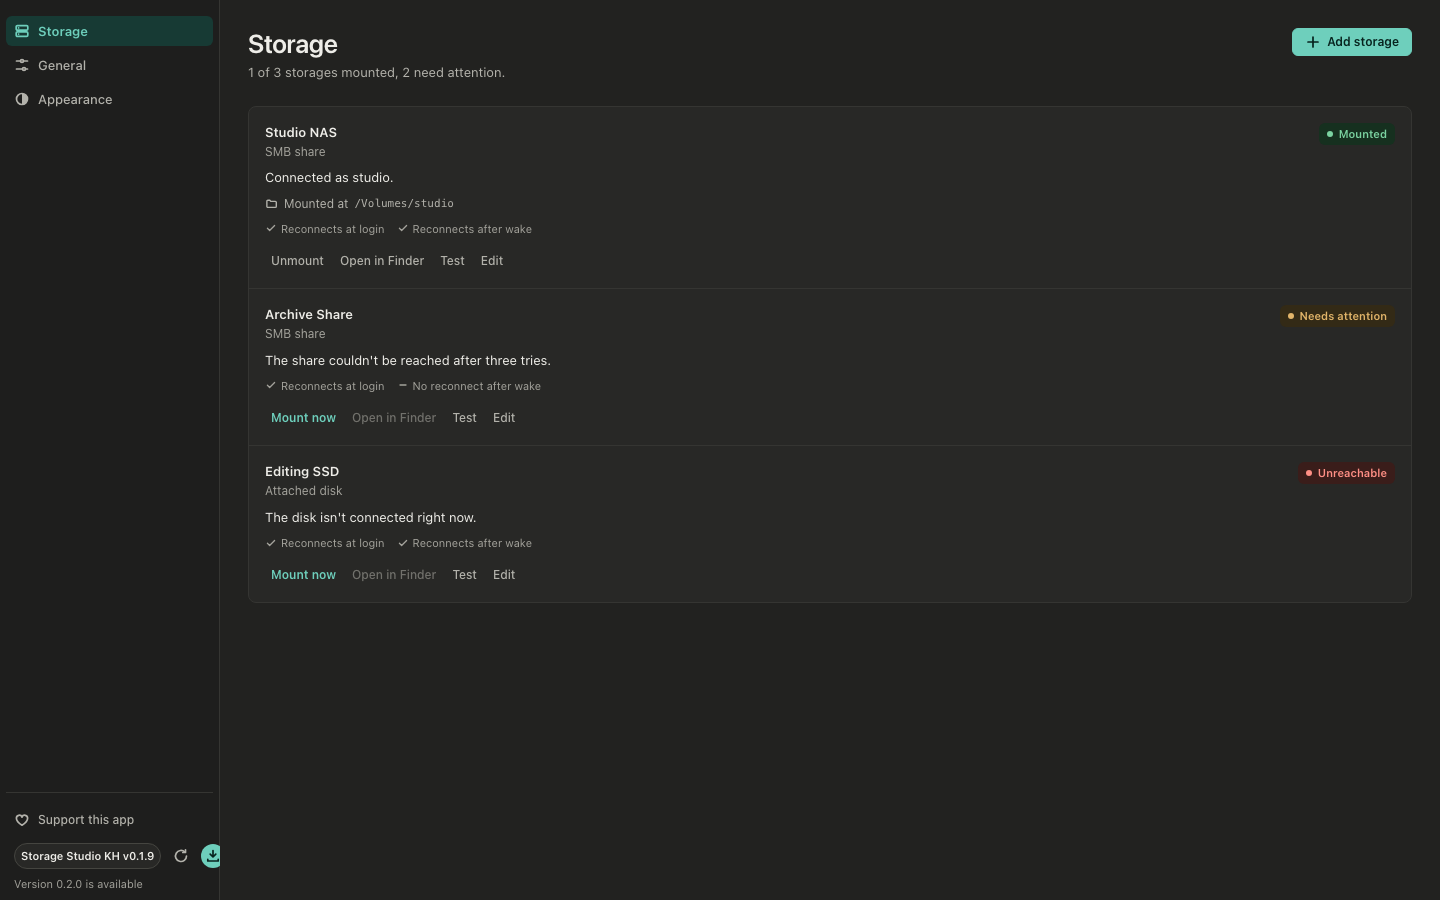 Storage
General
Appearance
Support this app
Storage Studio KH v0.1.9
Version 0.2.0 is available
Storage
1 of 3 storages mounted, 2 need attention.
Add storage
Studio NAS
Mounted
SMB share
Connected as studio.
Mounted at /Volumes/studio
Reconnects at login Reconnects after wake
Unmount Open in Finder Test Edit
Archive Share
Needs attention
SMB share
The share couldn't be reached after three tries.
Reconnects at login No reconnect after wake
Mount now Open in Finder Test Edit
Editing SSD
Unreachable
Attached disk
The disk isn't connected right now.
Reconnects at login Reconnects after wake
Mount now Open in Finder Test Edit